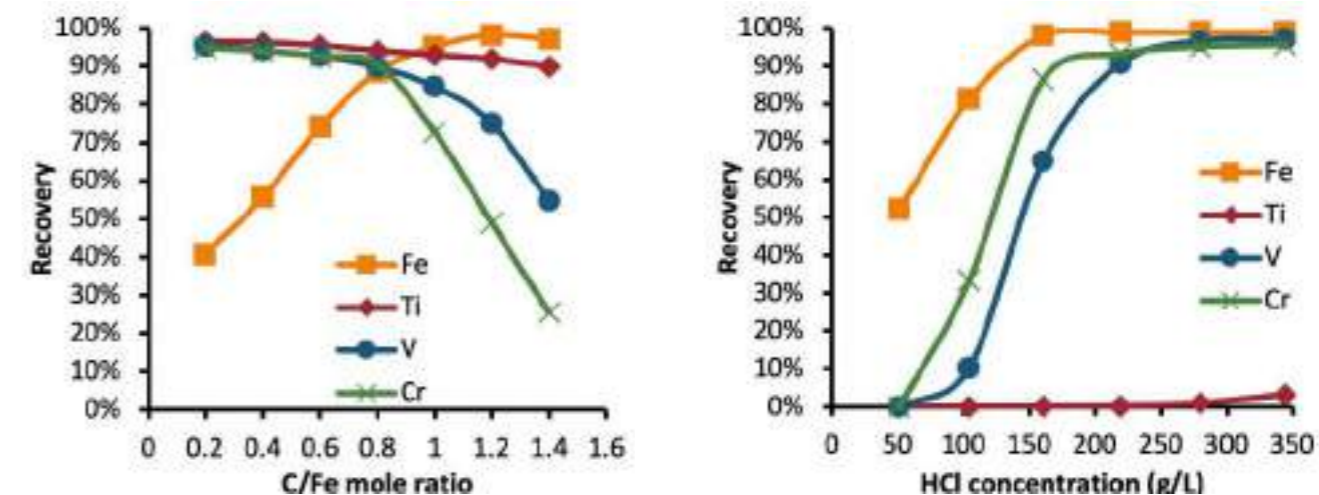 100%
90%
80%
70%
60%
50%
40%
30%
20%
10%
0%
Recovery
Fe
Ti
V
Cr
0 0.2 0.4 0.6 0.8 1 1.2 1.4 1.6
C/Fe mole ratio
100%
90%
80%
70%
60%
50%
40%
30%
20%
10%
0%
Recovery
Fe
Ti
V
Cr
0 50 100 150 200 250 300 350
HCl concentration (g/L)